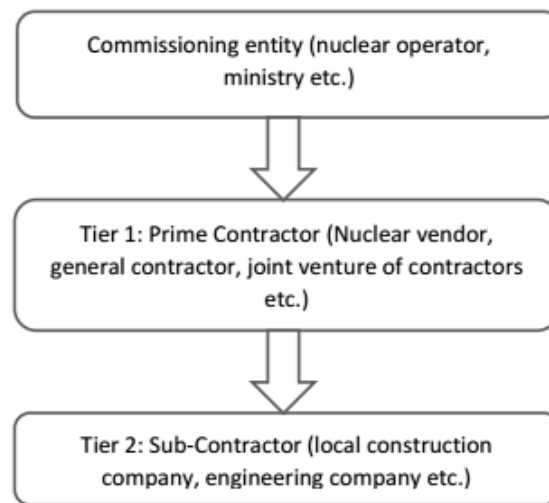 Commissioning entity (nuclear operator,
ministry etc.)
Tier 1: Prime Contractor (Nuclear vendor,
general contractor, joint venture of contractors
etc.)
Tier 2: Sub-Contractor (local construction
company, engineering company etc.)